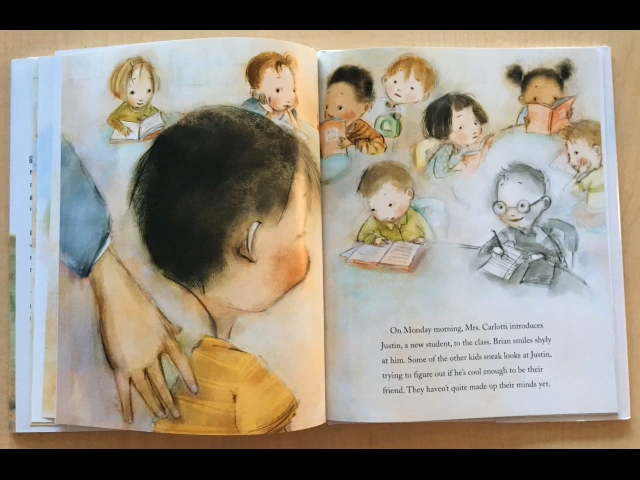 On Monday morning, Mrs. Carlotti introduces
Justin, a new student, to the class. Brian smiles shyly
at him. Some of the other kids sneak looks at Justin,
trying to figure out if he's cool enough to be their
friend. They haven't quite made up their minds yet.